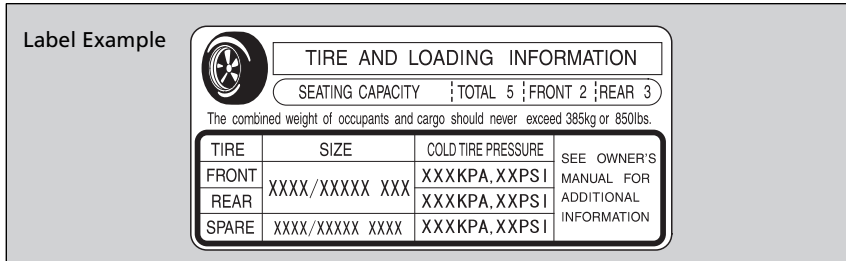 Label Example
TIRE AND LOADING INFORMATION
SEATING CAPACITY TOTAL 5 FRONT 2 REAR 3
The combined weight of occupants and cargo should never exceed 385kg or 850lbs.
TIRE SIZE COLD TIRE PRESSURE
FRONT XXXX/XXXXX XXX XXXKPA,XXPSI
REAR XXXKPA,XXPSI
SPARE XXXX/XXXXX XXXX XXXKPA,XXPSI
SEE OWNER'S
MANUAL FOR
ADDITIONAL
INFORMATION